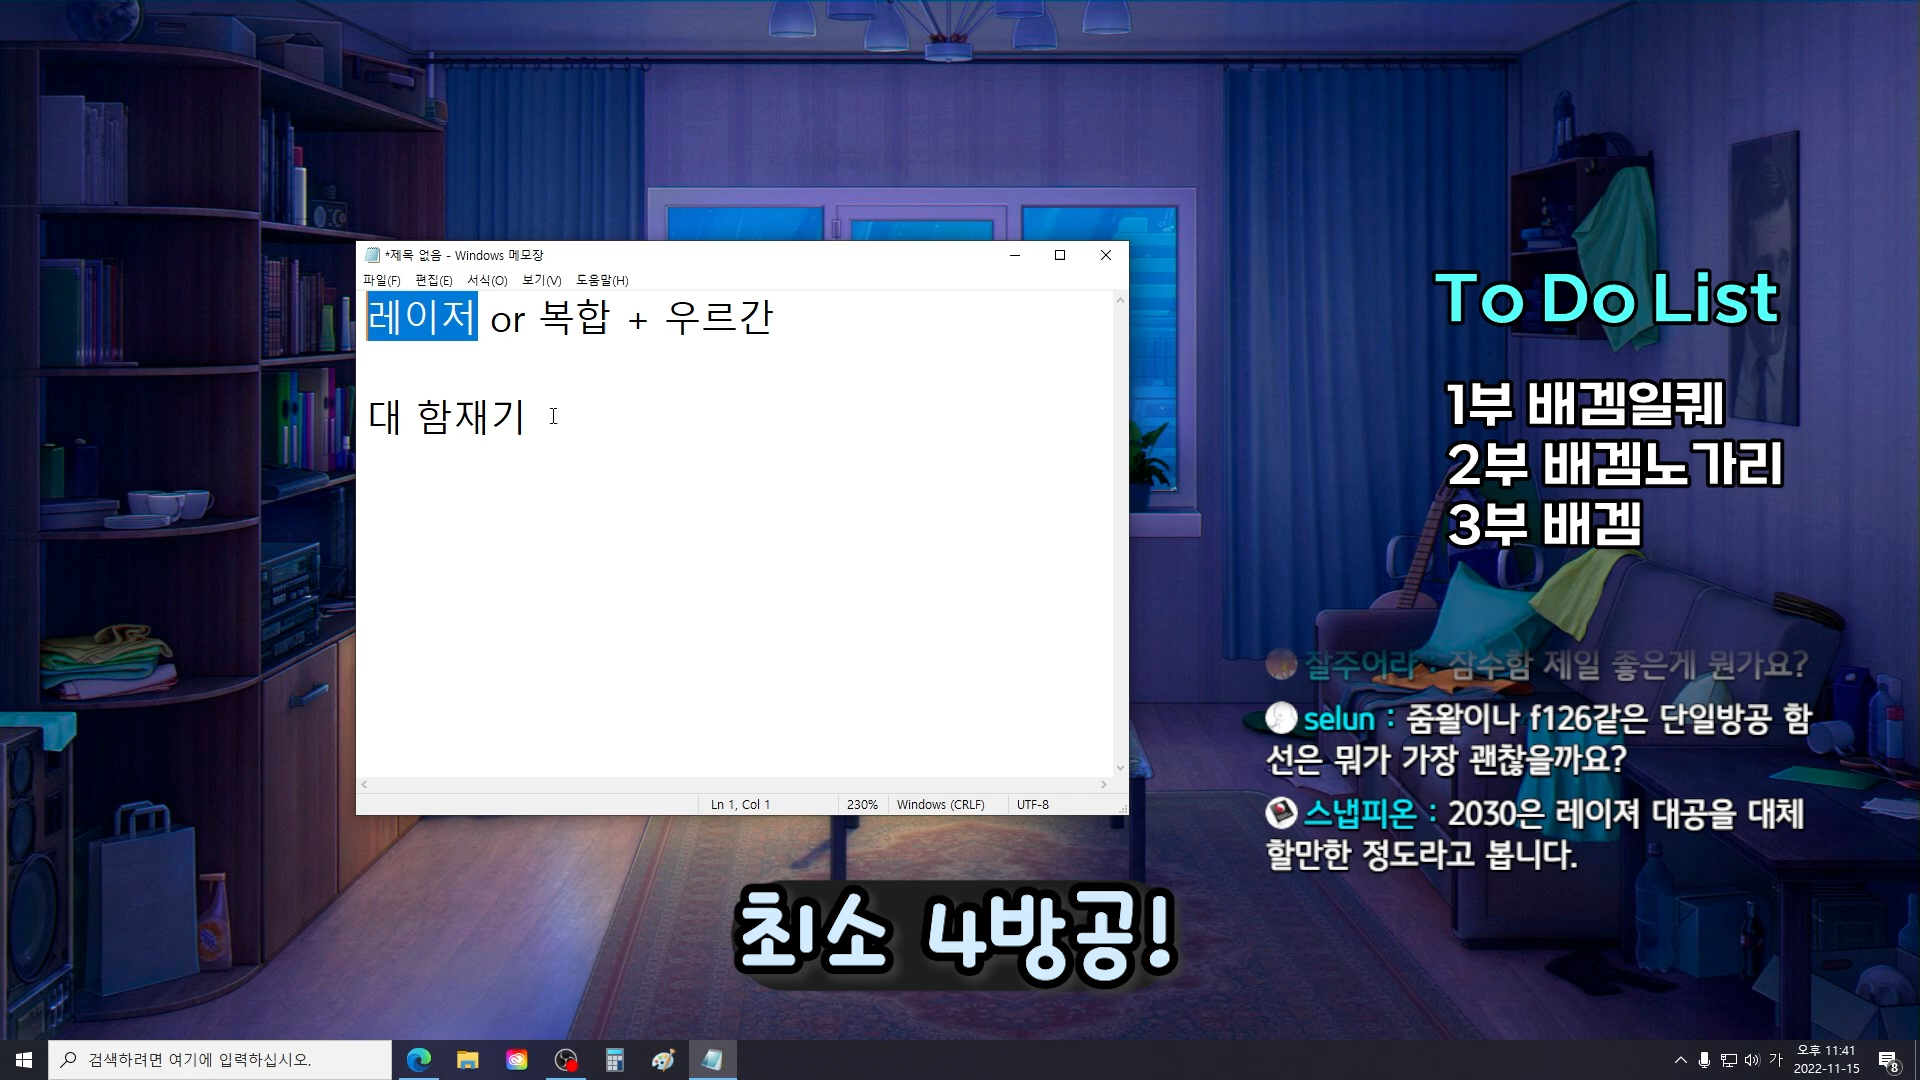 *제목 없음 - Windows 메모장
파일(F) 편집(E) 서식(O) 보기(V) 도움말(H)
레이저 or 복합 + 우르간
대 함재기
Ln 1, Col 1 230% Windows (CRLF) UTF-8
To Do List
1부 배겜일퀘
2부 배겜노가리
3부 배겜
잘주어라 : 잠수함 제일 좋은게 뭔가요?
selun : 줌왈이나 f126같은 단일방공 함
선은 뭐가 가장 괜찮을까요?
스냅피온 : 2030은 레이져 대공을 대체
할만한 정도라고 봅니다.
최소 4방공!
검색하려면 여기에 입력하십시오.
가
오후 11:41
2022-11-15
8